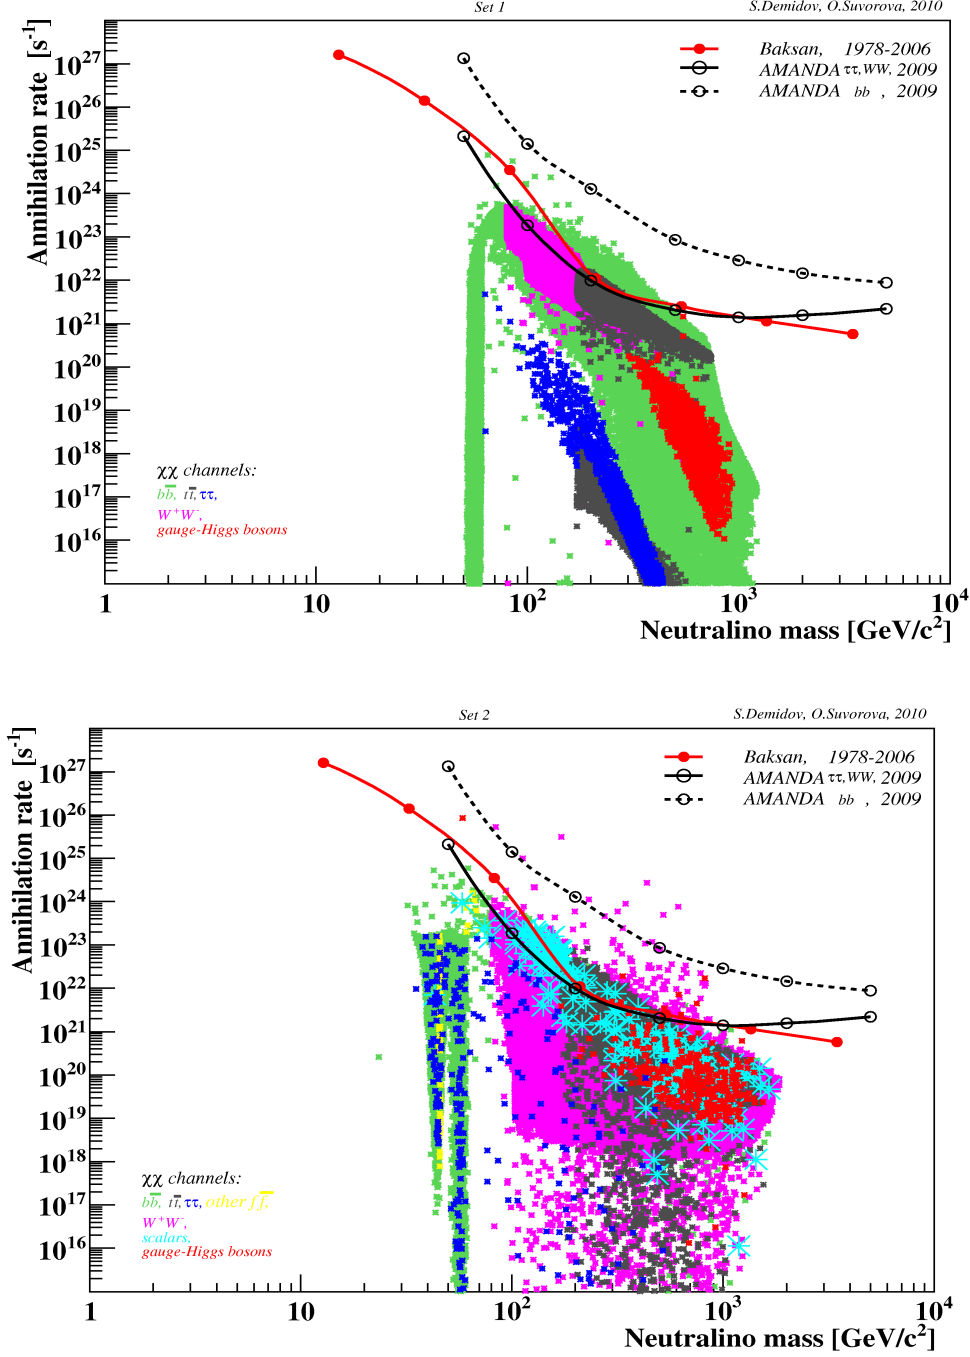 Set 1 S.Demidov, O.Suvorova, 2010
Annihilation rate [s⁻¹]
Baksan, 1978-2006
AMANDA ττ,WW, 2009
AMANDA bb , 2009
10²⁷
10²⁶
10²⁵
10²⁴
10²³
10²²
10²¹
10²⁰
10¹⁹
10¹⁸
10¹⁷
10¹⁶
χχ channels:
bb̅, tt̅, ττ,
W⁺W⁻,
gauge-Higgs bosons
1 10 10² 10³ 10⁴
Neutralino mass [GeV/c²]
Set 2 S.Demidov, O.Suvorova, 2010
Annihilation rate [s⁻¹]
Baksan, 1978-2006
AMANDA ττ,WW, 2009
AMANDA bb , 2009
10²⁷
10²⁶
10²⁵
10²⁴
10²³
10²²
10²¹
10²⁰
10¹⁹
10¹⁸
10¹⁷
10¹⁶
χχ channels:
bb̅, tt̅, ττ, other f f̅,
W⁺W⁻,
scalars,
gauge-Higgs bosons
1 10 10² 10³ 10⁴
Neutralino mass [GeV/c²]